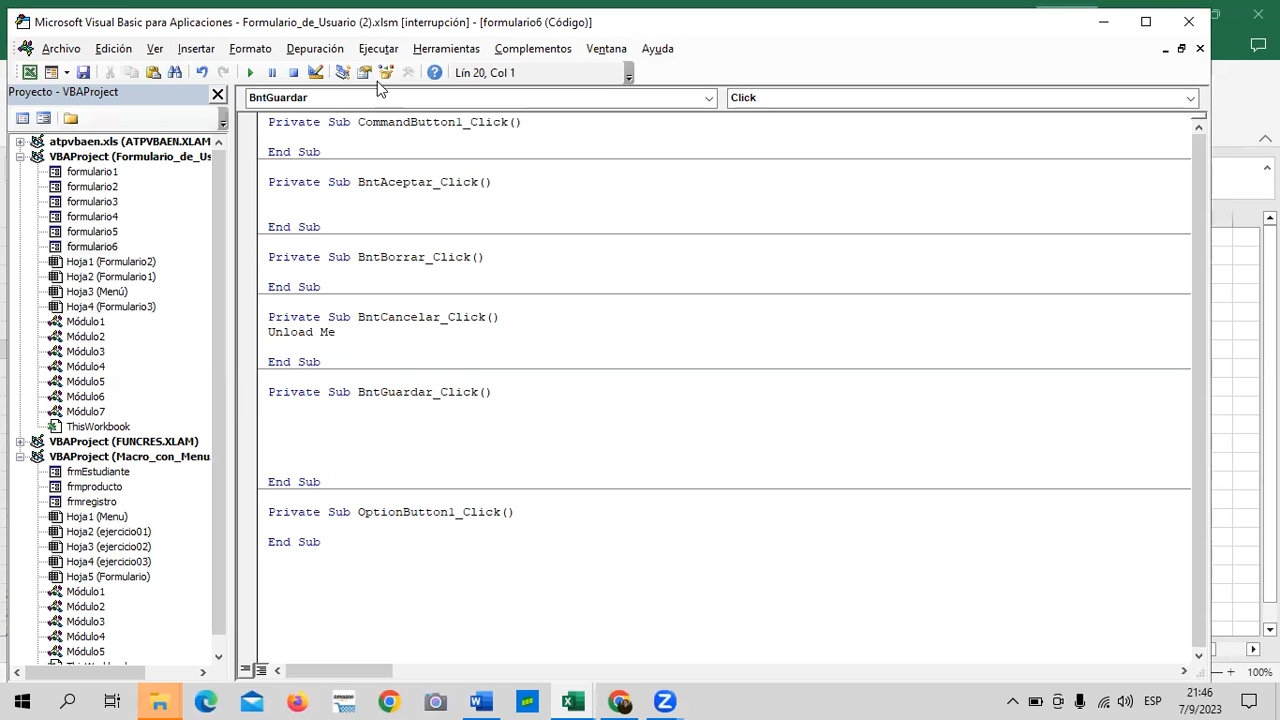 Microsoft Visual Basic para Aplicaciones - Formulario_de_Usuario (2).xlsm [interrupción] - [formulario6 (Código)]
Archivo Edición Ver Insertar Formato Depuración Ejecutar Herramientas Complementos Ventana Ayuda
Lín 20, Col 1
Proyecto - VBAProject
BntGuardar
Click
atpvbaen.xls (ATPVBAEN.XLAM
VBAProject (Formulario_de_Us
formulario1
formulario2
formulario3
formulario4
formulario5
formulario6
Hoja1 (Formulario2)
Hoja2 (Formulario1)
Hoja3 (Menú)
Hoja4 (Formulario3)
Módulo1
Módulo2
Módulo3
Módulo4
Módulo5
Módulo6
Módulo7
ThisWorkbook
VBAProject (FUNCRES.XLAM)
VBAProject (Macro_con_Menu
frmEstudiante
frmproducto
frmregistro
Hoja1 (Menu)
Hoja2 (ejercicio01)
Hoja3 (ejercicio02)
Hoja4 (ejercicio03)
Hoja5 (Formulario)
Módulo1
Módulo2
Módulo3
Módulo4
Módulo5
Private Sub CommandButton1_Click()
End Sub
Private Sub BntAceptar_Click()
End Sub
Private Sub BntBorrar_Click()
End Sub
Private Sub BntCancelar_Click()
Unload Me
End Sub
Private Sub BntGuardar_Click()
End Sub
Private Sub OptionButton1_Click()
End Sub
100%
ESP
21:46
7/9/2023